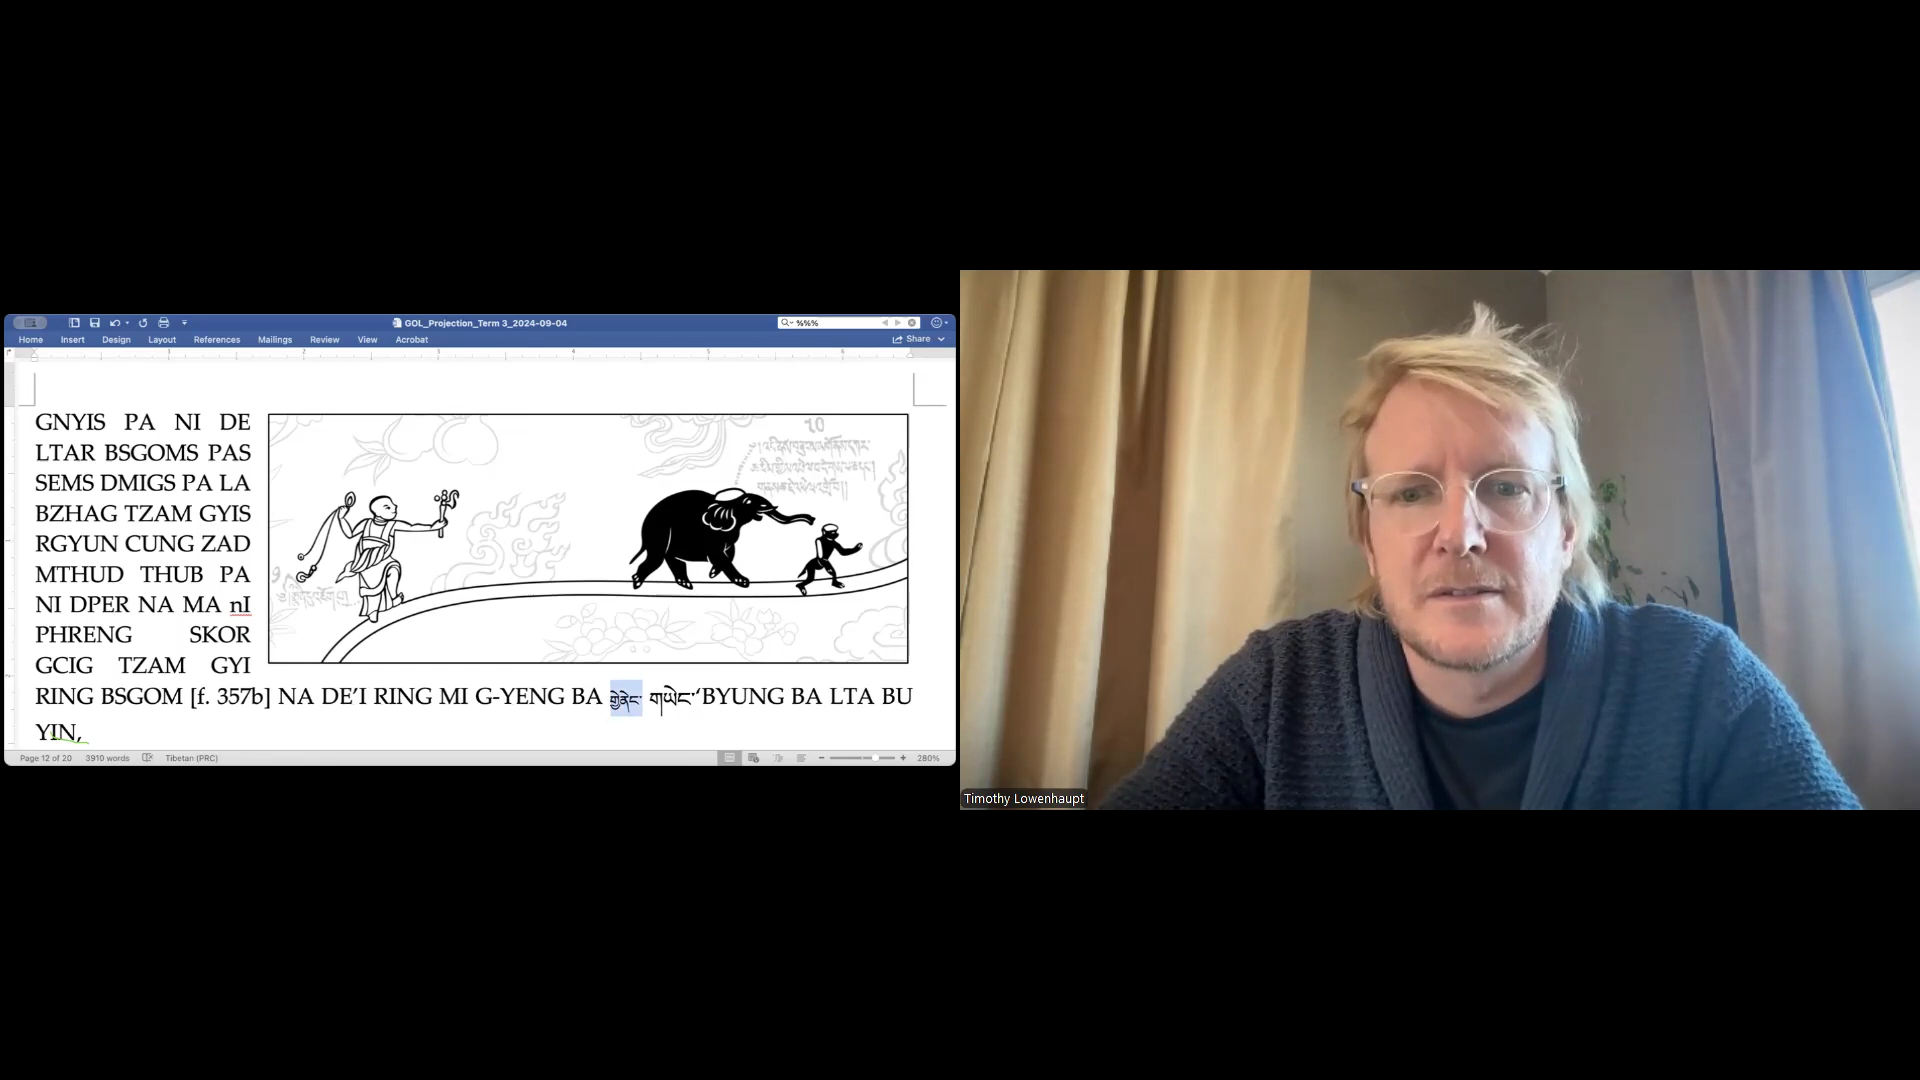 GOL_Projection_Term 3_2024-09-04
%%%
Home Insert Design Layout References Mailings Review View Acrobat Share
GNYIS PA NI DE
LTAR BSGOMS PAS
SEMS DMIGS PA LA
BZHAG TZAM GYIS
RGYUN CUNG ZAD
MTHUD THUB PA
NI DPER NA MA nI
PHRENG SKOR
GCIG TZAM GYI
RING BSGOM [f. 357b] NA DE’I RING MI G-YENG BA གཡེང་‘BYUNG BA LTA BU
YIN,
Page 12 of 20 3910 words Tibetan (PRC) 280%
Timothy Lowenhaupt